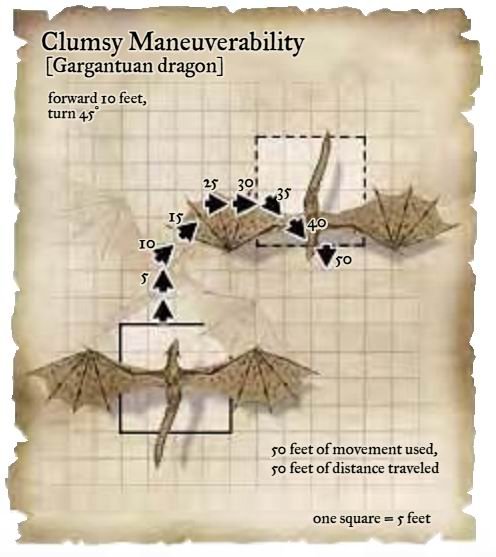 Clumsy Maneuverability
[Gargantuan dragon]
forward 10 feet,
turn 45°
25
30
35
15
40
10
50
5
50 feet of movement used,
50 feet of distance traveled
one square = 5 feet